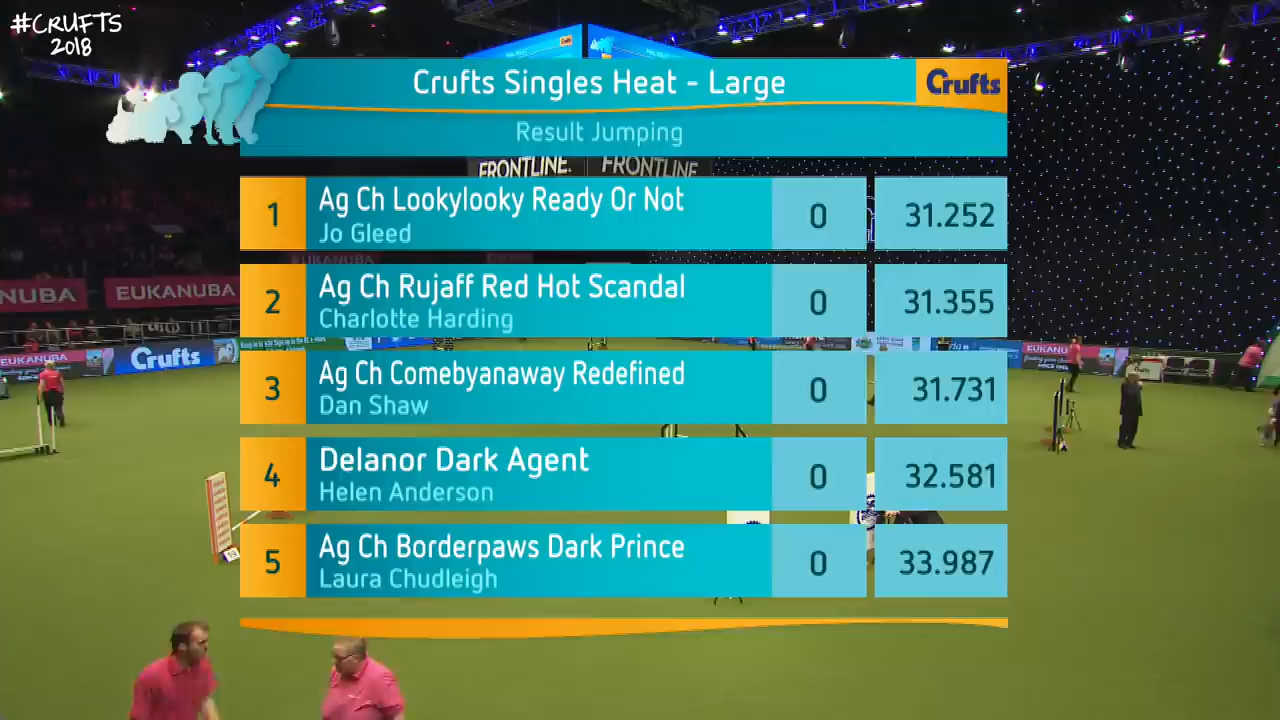 #CRUFTS
2018
Crufts Singles Heat - Large
Crufts
Result Jumping
FRONTLINE FRONTLINE
1 Ag Ch Lookylooky Ready Or Not 0 31.252
Jo Gleed
2 Ag Ch Rujaff Red Hot Scandal 0 31.355
Charlotte Harding
3 Ag Ch Comebyanaway Redefined 0 31.731
Dan Shaw
4 Delanor Dark Agent 0 32.581
Helen Anderson
5 Ag Ch Borderpaws Dark Prince 0 33.987
Laura Chudleigh
EUKANUBA
EUKANUBA
Crufts
EUKANUBA
Crufts
19